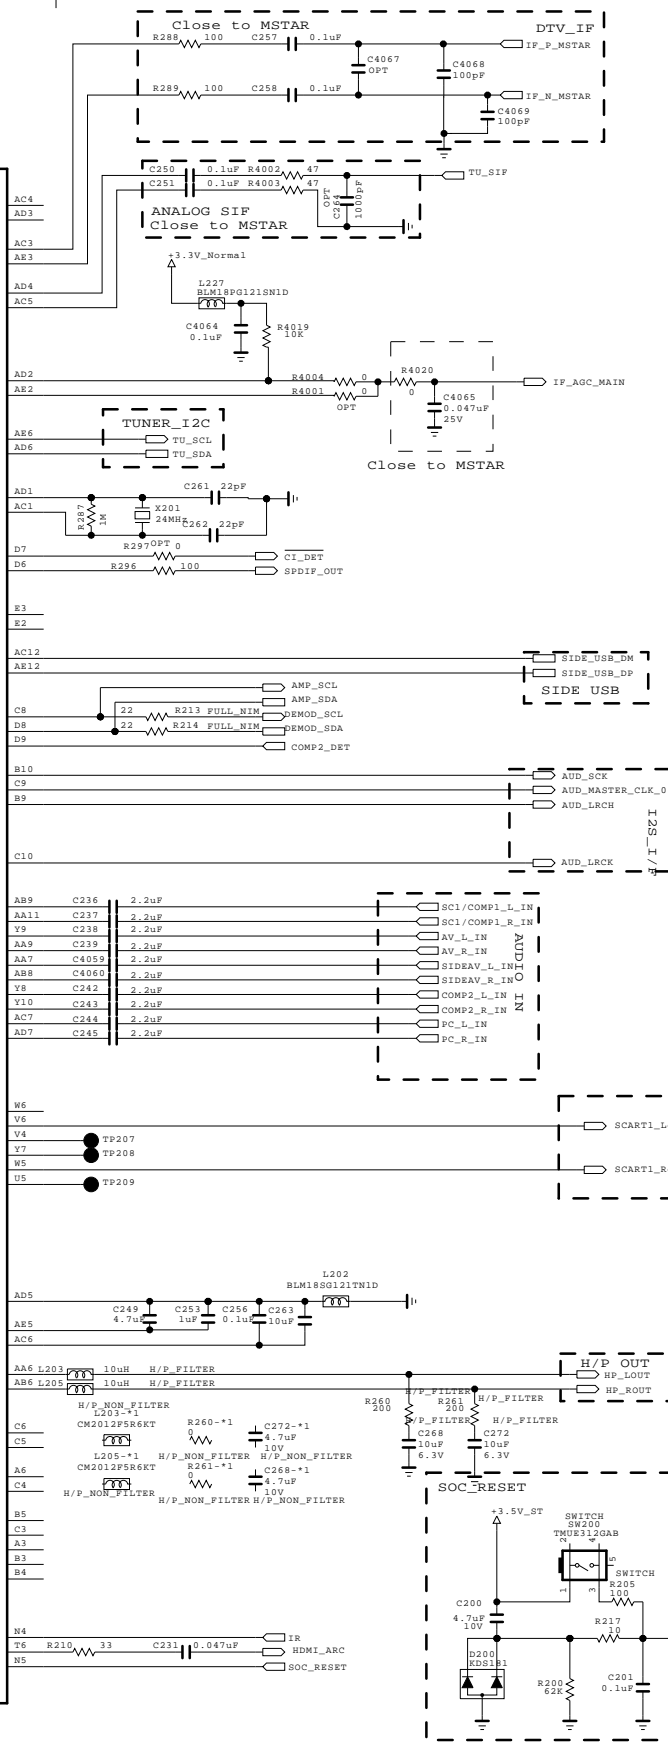 Close to MSTAR DTV_IF
R288 100 C257 0.1uF IF_P_MSTAR
C4067 OPT C4068 100pF
R289 100 C258 0.1uF IF_N_MSTAR
C4069 100pF
C250 0.1uF R4002 47 TU_SIF
C251 0.1uF R4003 47
OPT C264 1000pF
ANALOG SIF
Close to MSTAR
AC4
AD3
AC3
AE3
AD4
AC5
+3.3V_Normal
L227
BLM18PG121SN1D
C4064 0.1uF
R4019 10K
AD2 R4004 0 R4020 0 IF_AGC_MAIN
AE2 R4001 0
OPT
C4065
0.047uF
25V
Close to MSTAR
TUNER_I2C
AE6 TU_SCL
AD6 TU_SDA
AD1 C261 22pF
AC1 R287 1M X201 24MHz
C262 22pF
D7 R297 OPT 0 CI_DET
D6 R296 100 SPDIF_OUT
E3
E2
AC12 SIDE_USB_DM
AE12 SIDE_USB_DP
SIDE USB
AMP_SCL
AMP_SDA
C8 22 R213 FULL_NIM DEMOD_SCL
D8 22 R214 FULL_NIM DEMOD_SDA
D9 COMP2_DET
B10 AUD_SCK
C9 AUD_MASTER_CLK_0
B9 AUD_LRCH
C10 AUD_LRCK
I2S_I/F
AB9 C236 2.2uF SC1/COMP1_L_IN
AA11 C237 2.2uF SC1/COMP1_R_IN
Y9 C238 2.2uF AV_L_IN
AA9 C239 2.2uF AV_R_IN
AA7 C4059 2.2uF SIDEAV_L_IN
AB8 C4060 2.2uF SIDEAV_R_IN
Y8 C242 2.2uF COMP2_L_IN
Y10 C243 2.2uF COMP2_R_IN
AC7 C244 2.2uF PC_L_IN
AD7 C245 2.2uF PC_R_IN
AUDIO IN
W6
V6 SCART1_L
V4 TP207
Y7 TP208
W5 SCART1_R
U5 TP209
L202
BLM18SG121TN1D
AD5
C249 4.7uF C253 1uF C256 0.1uF C263 10uF
AE5
AC6
H/P OUT
AA6 L203 10uH H/P_FILTER HP_LOUT
AB6 L205 10uH H/P_FILTER HP_ROUT
R260 200 H/P_FILTER R261 200 H/P_FILTER
H/P_FILTER H/P_FILTER
C268 10uF 6.3V C272 10uF 6.3V
C6
C5
H/P_NON_FILTER
L203-*1
CM2012F5R6KT
R260-*1
0
H/P_NON_FILTER
C272-*1
4.7uF
10V
H/P_NON_FILTER
A6
C4
L205-*1
CM2012F5R6KT
H/P_NON_FILTER
R261-*1
0
H/P_NON_FILTER
C268-*1
4.7uF
10V
H/P_NON_FILTER
B5
C3
A3
B3
B4
SOC_RESET
+3.5V_ST
SWITCH
SW200
TMUE312GAB
2 4
5
1 3
SWITCH
R205
100
C200
4.7uF
10V
R217
10
D200
KDS181
R200
62K
C201
0.1uF
N4 IR
T6 R210 33 C231 0.047uF HDMI_ARC
N5 SOC_RESET